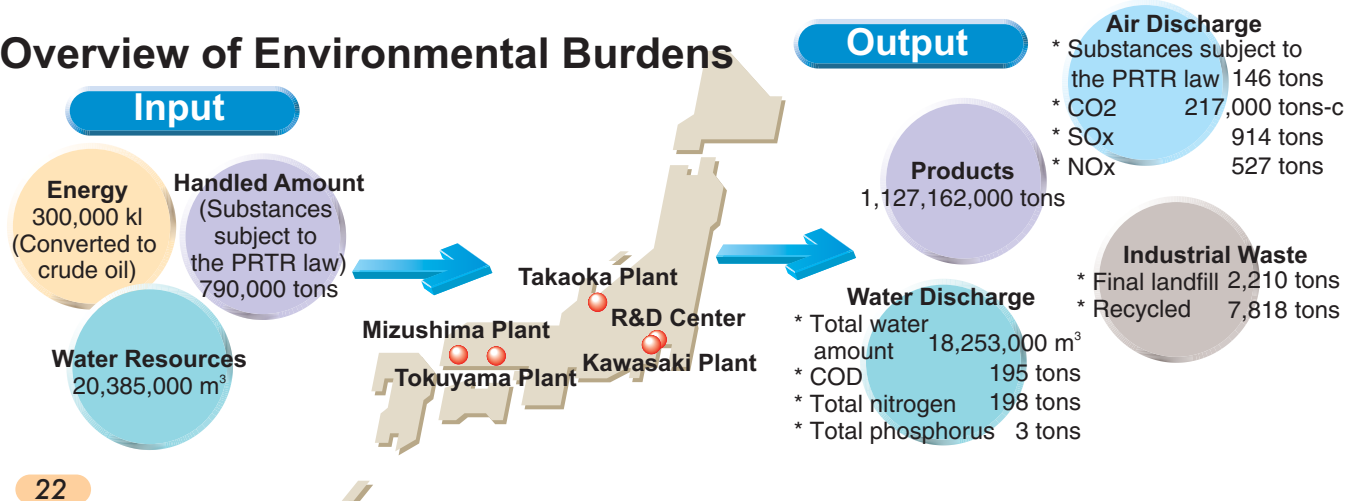 Overview of Environmental Burdens
Input
Energy
300,000 kl
(Converted to
crude oil)
Handled Amount
(Substances
subject to
the PRTR law)
790,000 tons
Water Resources
20,385,000 m³
Takaoka Plant
R&D Center
Mizushima Plant
Kawasaki Plant
Tokuyama Plant
Output
Products
1,127,162,000 tons
Air Discharge
* Substances subject to
the PRTR law 146 tons
* CO2 217,000 tons-c
* SOx 914 tons
* NOx 527 tons
Water Discharge
* Total water
amount 18,253,000 m³
* COD 195 tons
* Total nitrogen 198 tons
* Total phosphorus 3 tons
Industrial Waste
* Final landfill 2,210 tons
* Recycled 7,818 tons
22